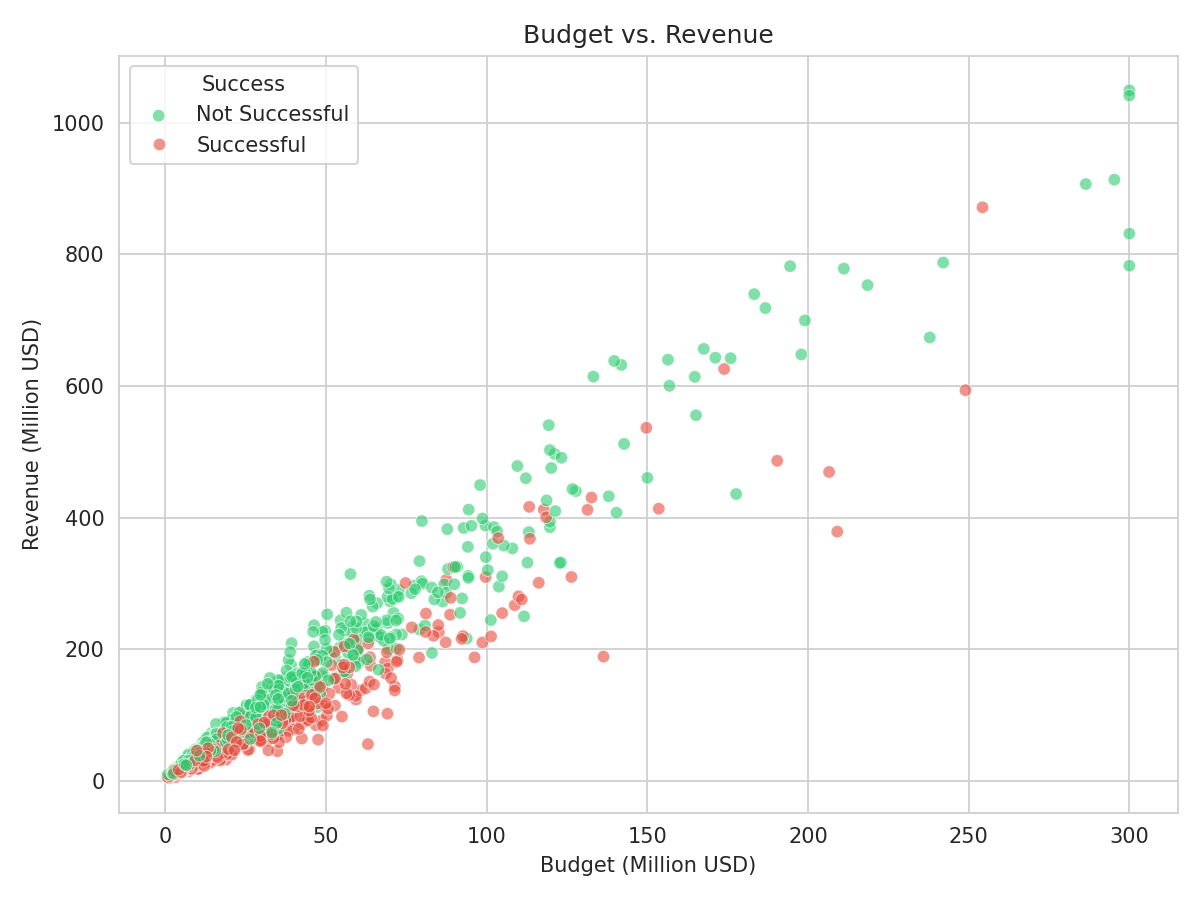 Budget vs. Revenue
Success
Not Successful
Successful
1000
800
600
400
200
0
Revenue (Million USD)
0 50 100 150 200 250 300
Budget (Million USD)